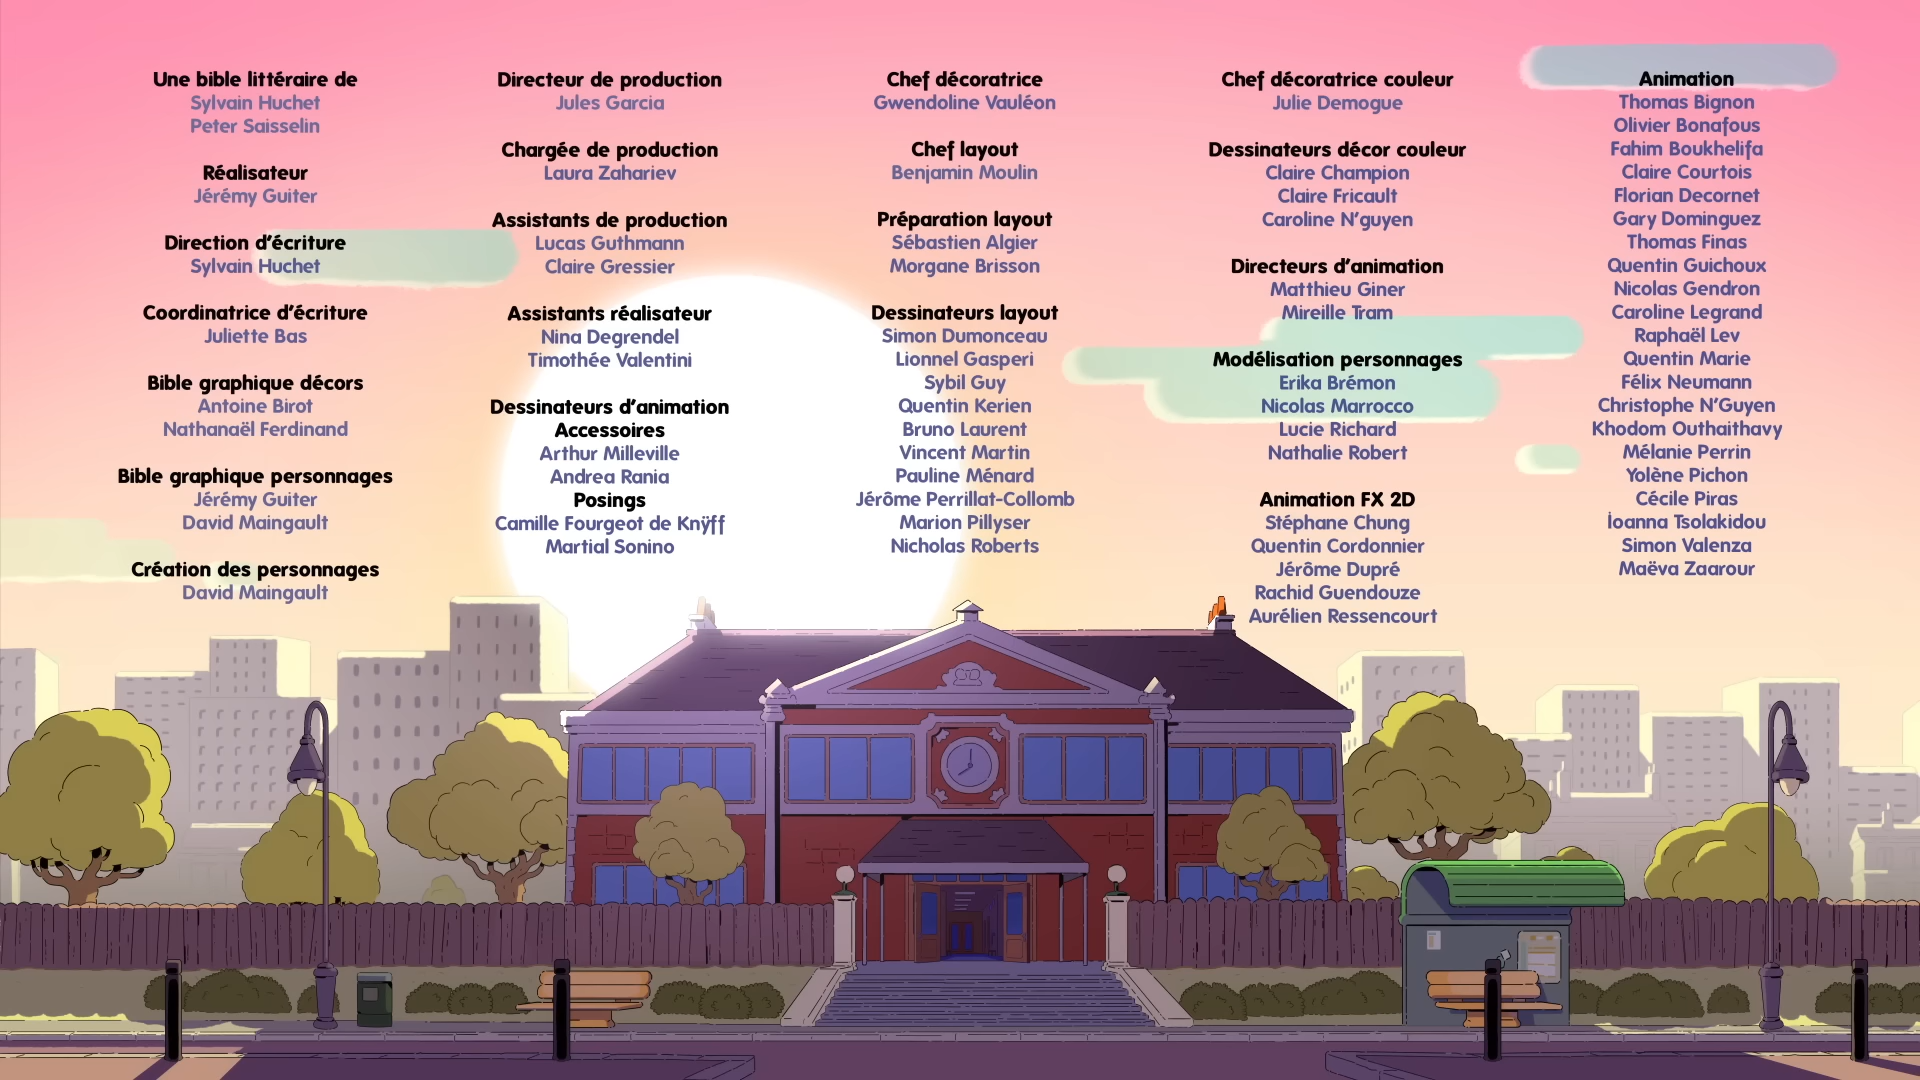 Une bible littéraire de
Sylvain Huchet
Peter Saisselin
Réalisateur
Jérémy Guiter
Direction d'écriture
Sylvain Huchet
Coordinatrice d'écriture
Juliette Bas
Bible graphique décors
Antoine Birot
Nathanaël Ferdinand
Bible graphique personnages
Jérémy Guiter
David Maingault
Création des personnages
David Maingault
Directeur de production
Jules Garcia
Chargée de production
Laura Zahariev
Assistants de production
Lucas Guthmann
Claire Gressier
Assistants réalisateur
Nina Degrendel
Timothée Valentini
Dessinateurs d'animation
Accessoires
Arthur Milleville
Andrea Rania
Posings
Camille Fourgeot de Knÿff
Martial Sonino
Chef décoratrice
Gwendoline Vauléon
Chef layout
Benjamin Moulin
Préparation layout
Sébastien Algier
Morgane Brisson
Dessinateurs layout
Simon Dumonceau
Lionnel Gasperi
Sybil Guy
Quentin Kerien
Bruno Laurent
Vincent Martin
Pauline Ménard
Jérôme Perrillat-Collomb
Marion Pillyser
Nicholas Roberts
Chef décoratrice couleur
Julie Demogue
Dessinateurs décor couleur
Claire Champion
Claire Fricault
Caroline N'guyen
Directeurs d'animation
Matthieu Giner
Mireille Tram
Modélisation personnages
Erika Brémon
Nicolas Marrocco
Lucie Richard
Nathalie Robert
Animation FX 2D
Stéphane Chung
Quentin Cordonnier
Jérôme Dupré
Rachid Guendouze
Aurélien Ressencourt
Animation
Thomas Bignon
Olivier Bonafous
Fahim Boukhelifa
Claire Courtois
Florian Decornet
Gary Dominguez
Thomas Finas
Quentin Guichoux
Nicolas Gendron
Caroline Legrand
Raphaël Lev
Quentin Marie
Félix Neumann
Christophe N'Guyen
Khodom Outhaithavy
Mélanie Perrin
Yolène Pichon
Cécile Piras
İoanna Tsolakidou
Simon Valenza
Maëva Zaarour